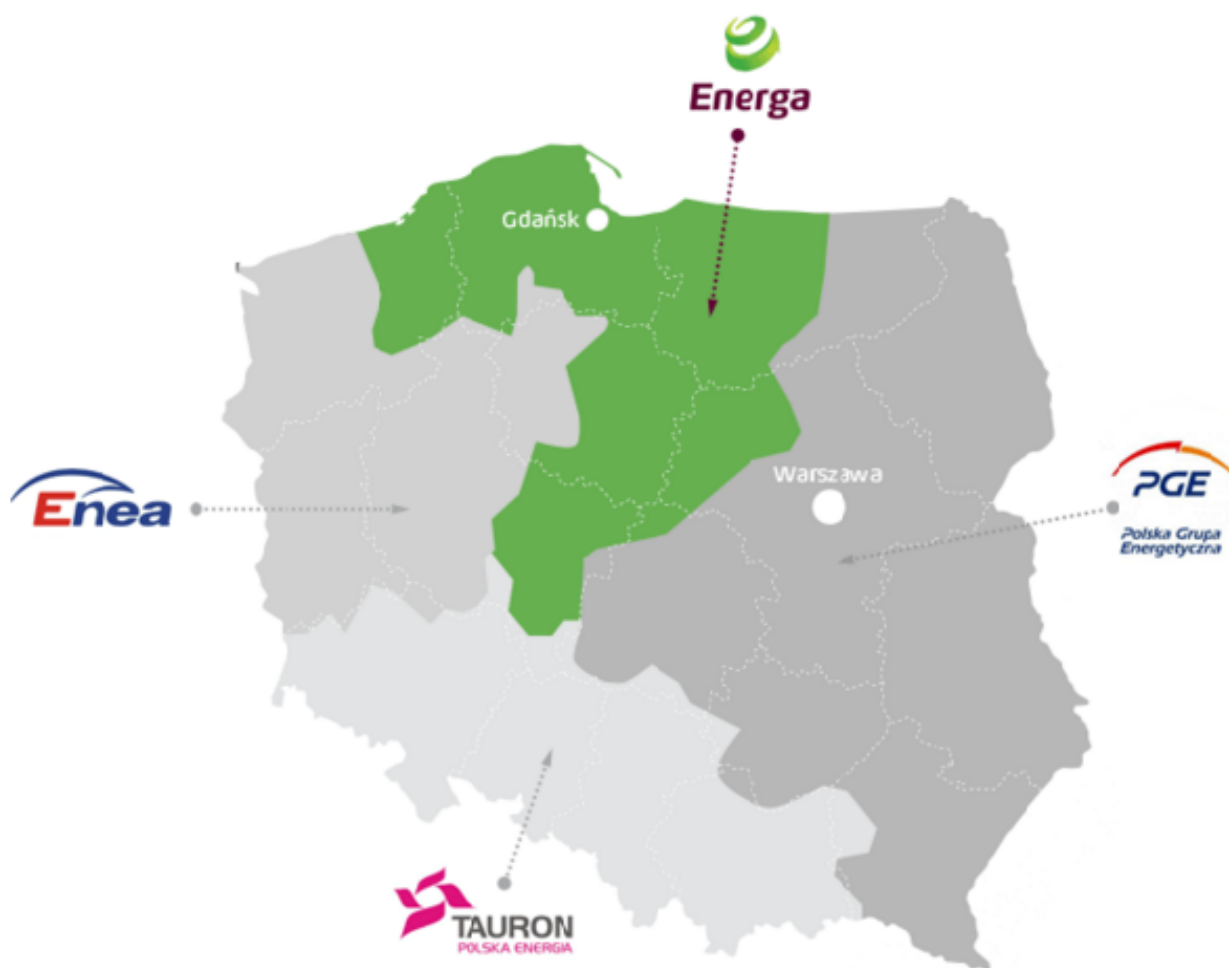 Energa
Gdańsk
Warszawa
Enea
PGE
Polska Grupa
Energetyczna
TAURON
POLSKA ENERGIA